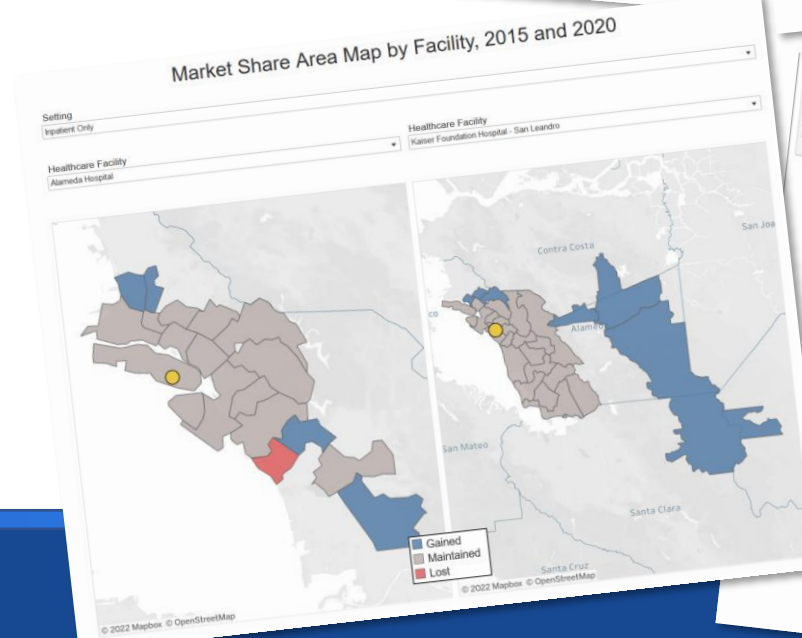 Market Share Area Map by Facility, 2015 and 2020
Setting
Inpatient Only
Healthcare Facility
Alameda Hospital
Healthcare Facility
Kaiser Foundation Hospital - San Leandro
Contra Costa
San Joa
co
Alameda
San Mateo
Santa Clara
Santa Cruz
Gained
Maintained
Lost
© 2022 Mapbox © OpenStreetMap
© 2022 Mapbox © OpenStreetMap